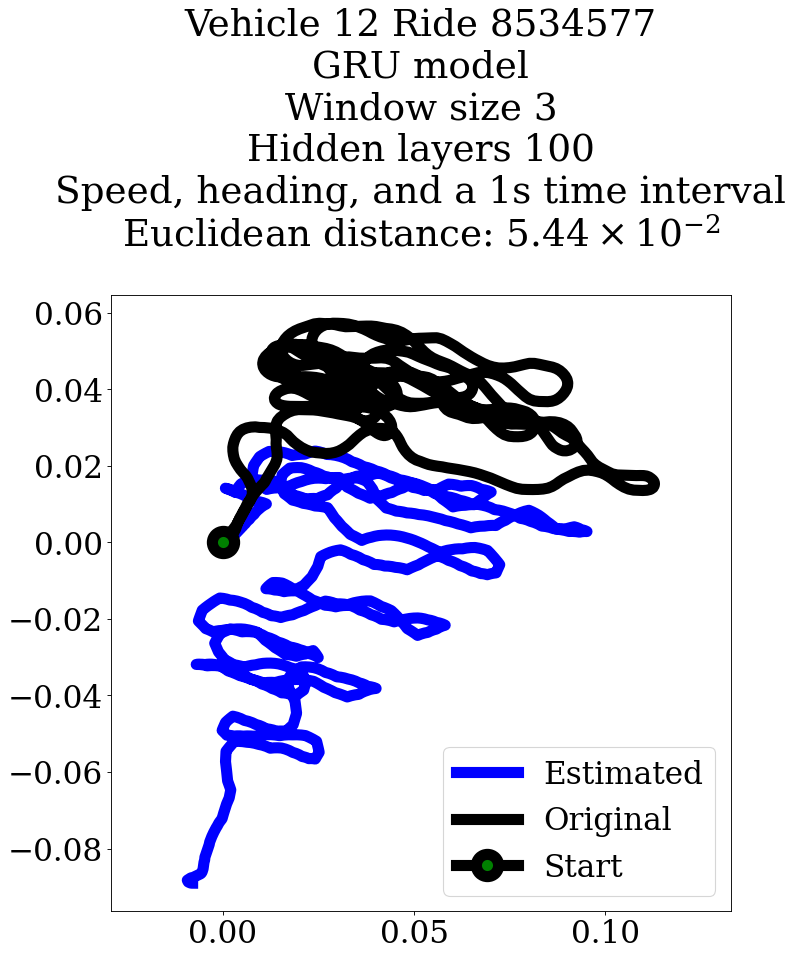 Vehicle 12 Ride 8534577
GRU model
Window size 3
Hidden layers 100
Speed, heading, and a 1s time interval
Euclidean distance: 5.44 × 10⁻²
0.06
0.04
0.02
0.00
−0.02
−0.04
−0.06
−0.08
Estimated
Original
Start
0.00 0.05 0.10